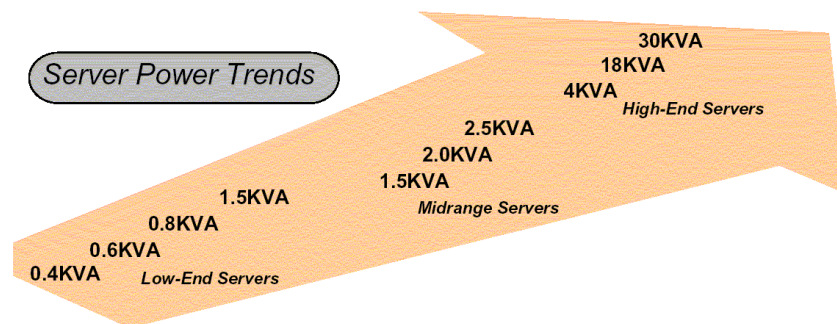 Server Power Trends
30KVA
18KVA
4KVA
High-End Servers
2.5KVA
2.0KVA
1.5KVA
Midrange Servers
1.5KVA
0.8KVA
0.6KVA
0.4KVA
Low-End Servers